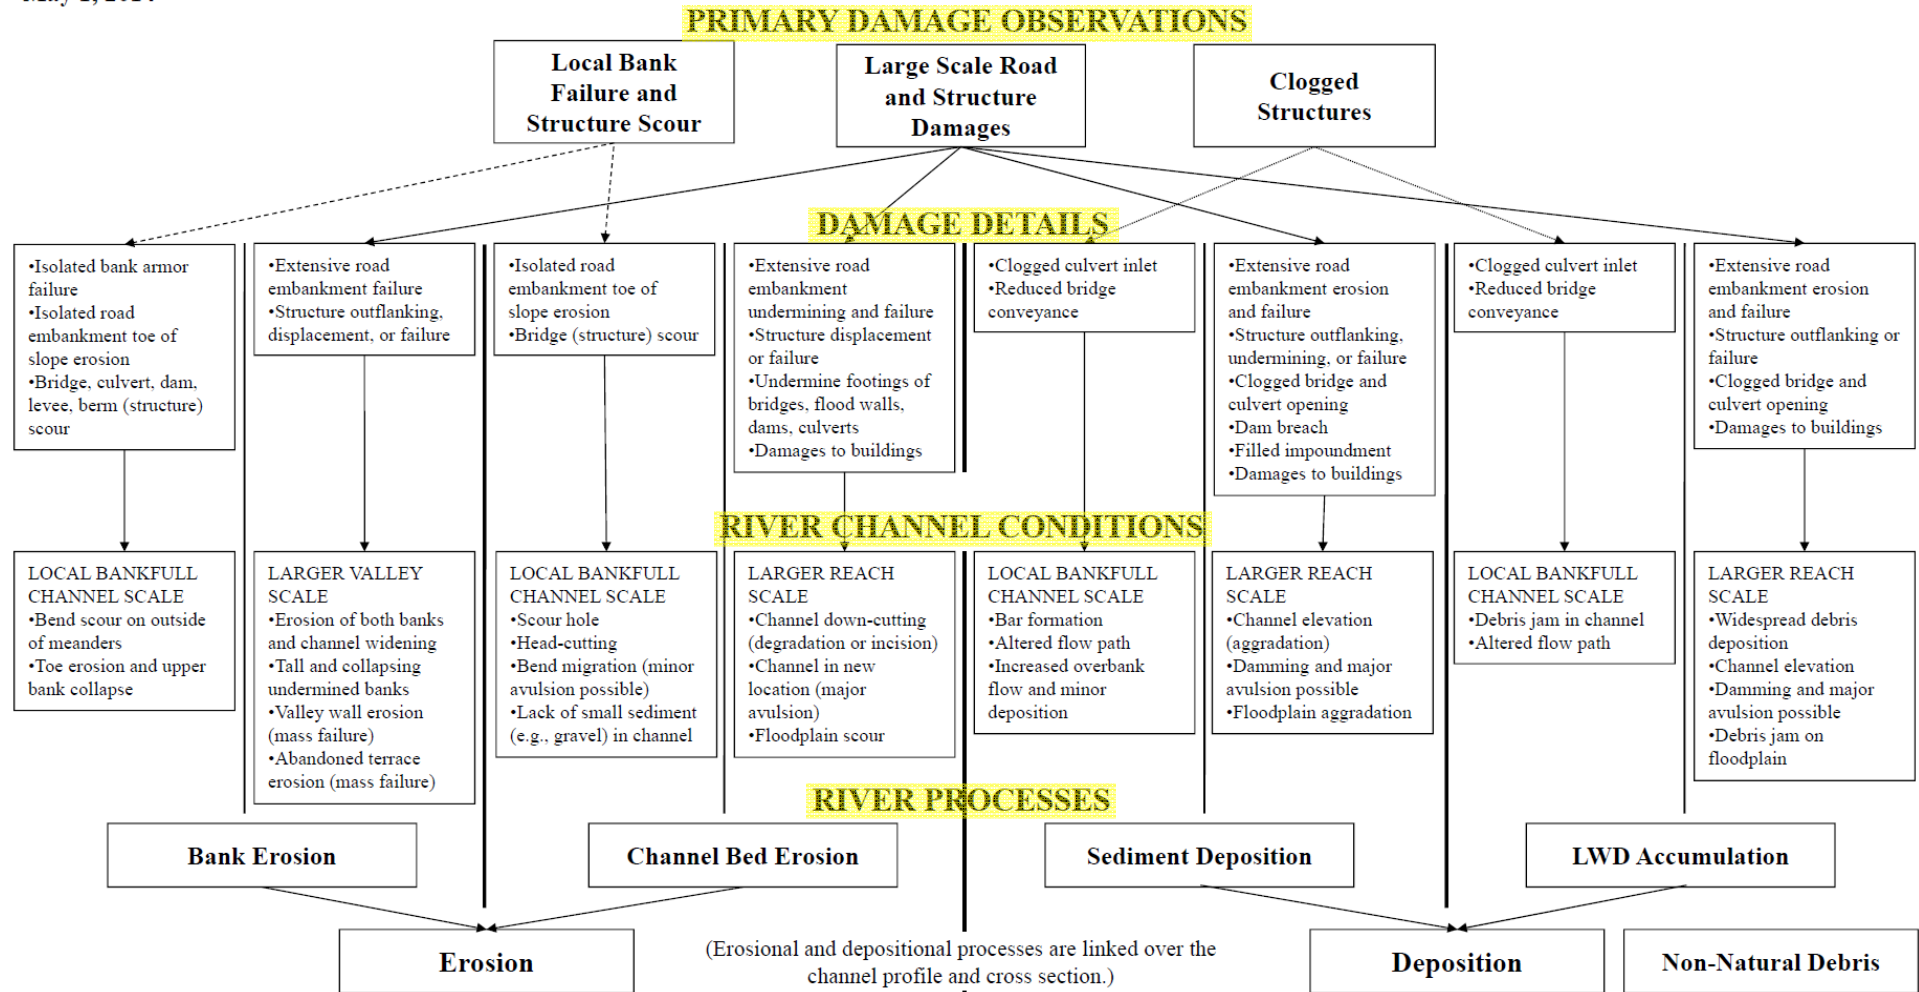 PRIMARY DAMAGE OBSERVATIONS
Local Bank
Failure and
Structure Scour
Large Scale Road
and Structure
Damages
Clogged
Structures
DAMAGE DETAILS
•Isolated bank armor
failure
•Isolated road
embankment toe of
slope erosion
•Bridge, culvert, dam,
levee, berm (structure)
scour
•Extensive road
embankment failure
•Structure outflanking,
displacement, or failure
•Isolated road
embankment toe of
slope erosion
•Bridge (structure) scour
•Extensive road
embankment
undermining and failure
•Structure displacement
or failure
•Undermine footings of
bridges, flood walls,
dams, culverts
•Damages to buildings
•Clogged culvert inlet
•Reduced bridge
conveyance
•Extensive road
embankment erosion
and failure
•Structure outflanking,
undermining, or failure
•Clogged bridge and
culvert opening
•Dam breach
•Filled impoundment
•Damages to buildings
•Clogged culvert inlet
•Reduced bridge
conveyance
•Extensive road
embankment erosion
and failure
•Structure outflanking or
failure
•Clogged bridge and
culvert opening
•Damages to buildings
RIVER CHANNEL CONDITIONS
LOCAL BANKFULL
CHANNEL SCALE
•Bend scour on outside
of meanders
•Toe erosion and upper
bank collapse
LARGER VALLEY
SCALE
•Erosion of both banks
and channel widening
•Tall and collapsing
undermined banks
•Valley wall erosion
(mass failure)
•Abandoned terrace
erosion (mass failure)
LOCAL BANKFULL
CHANNEL SCALE
•Scour hole
•Head-cutting
•Bend migration (minor
avulsion possible)
•Lack of small sediment
(e.g., gravel) in channel
LARGER REACH
SCALE
•Channel down-cutting
(degradation or incision)
•Channel in new
location (major
avulsion)
•Floodplain scour
LOCAL BANKFULL
CHANNEL SCALE
•Bar formation
•Altered flow path
•Increased overbank
flow and minor
deposition
LARGER REACH
SCALE
•Channel elevation
(aggradation)
•Damning and major
avulsion possible
•Floodplain aggradation
LOCAL BANKFULL
CHANNEL SCALE
•Debris jam in channel
•Altered flow path
LARGER REACH
SCALE
•Widespread debris
deposition
•Channel elevation
•Damming and major
avulsion possible
•Debris jam on
floodplain
RIVER PROCESSES
Bank Erosion
Channel Bed Erosion
Sediment Deposition
LWD Accumulation
Erosion
(Erosional and depositional processes are linked over the
channel profile and cross section.)
Deposition
Non-Natural Debris